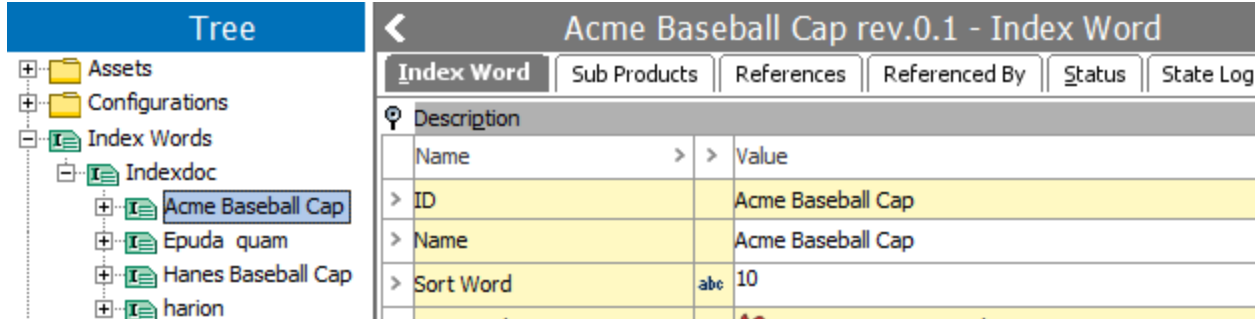 Tree
Assets
Configurations
Index Words
Indexdoc
Acme Baseball Cap
Epuda quam
Hanes Baseball Cap
harion
Acme Baseball Cap rev.0.1 - Index Word
Index Word Sub Products References Referenced By Status State Log
Description
Name > > Value
> ID Acme Baseball Cap
> Name Acme Baseball Cap
> Sort Word abc 10